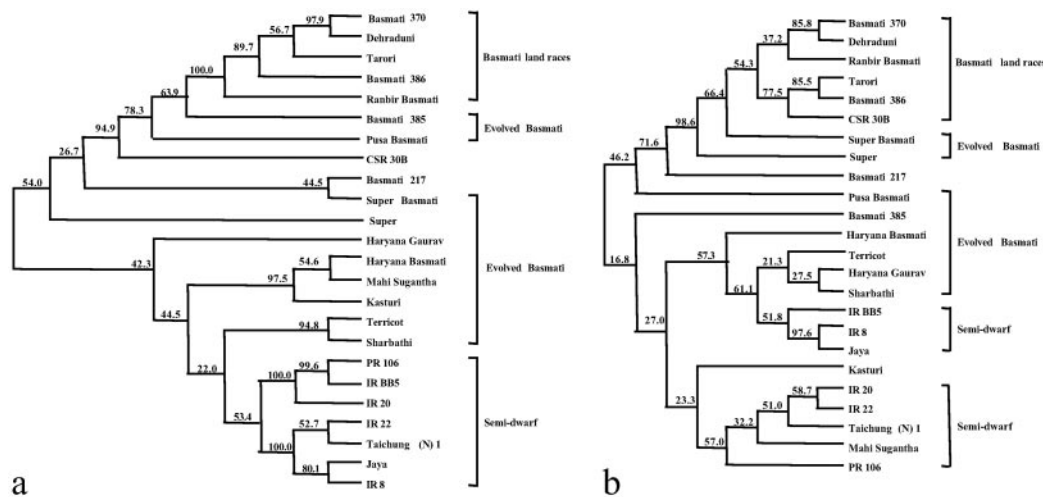 97.9
Basmati 370
56.7
Dehraduni
89.7
Tarori
Basmati land races
100.0
Basmati 386
63.9
Ranbir Basmati
78.3
Basmati 385
Evolved Basmati
94.9
Pusa Basmati
26.7
CSR 30B
54.0
44.5
Basmati 217
Super Basmati
Super
42.3
Haryana Gaurav
54.6
Haryana Basmati
Evolved Basmati
97.5
Mahi Sugantha
44.5
Kasturi
94.8
Terricot
22.0
Sharbathi
99.6
PR 106
100.0
IR BB5
53.4
IR 20
Semi-dwarf
52.7
IR 22
100.0
Taichung (N) 1
80.1
Jaya
IR 8
a
85.8
Basmati 370
37.2
Dehraduni
54.3
Ranbir Basmati
Basmati land races
85.5
Tarori
66.4
77.5
Basmati 386
CSR 30B
98.6
Super Basmati
Evolved Basmati
71.6
Super
46.2
Basmati 217
Pusa Basmati
Basmati 385
16.8
57.3
Haryana Basmati
Evolved Basmati
21.3
Terricot
27.5
Haryana Gaurav
61.1
Sharbathi
27.0
51.8
IR BB5
97.6
IR 8
Semi-dwarf
Jaya
23.3
Kasturi
58.7
IR 20
51.0
IR 22
32.2
Taichung (N) 1
Semi-dwarf
57.0
Mahi Sugantha
PR 106
b